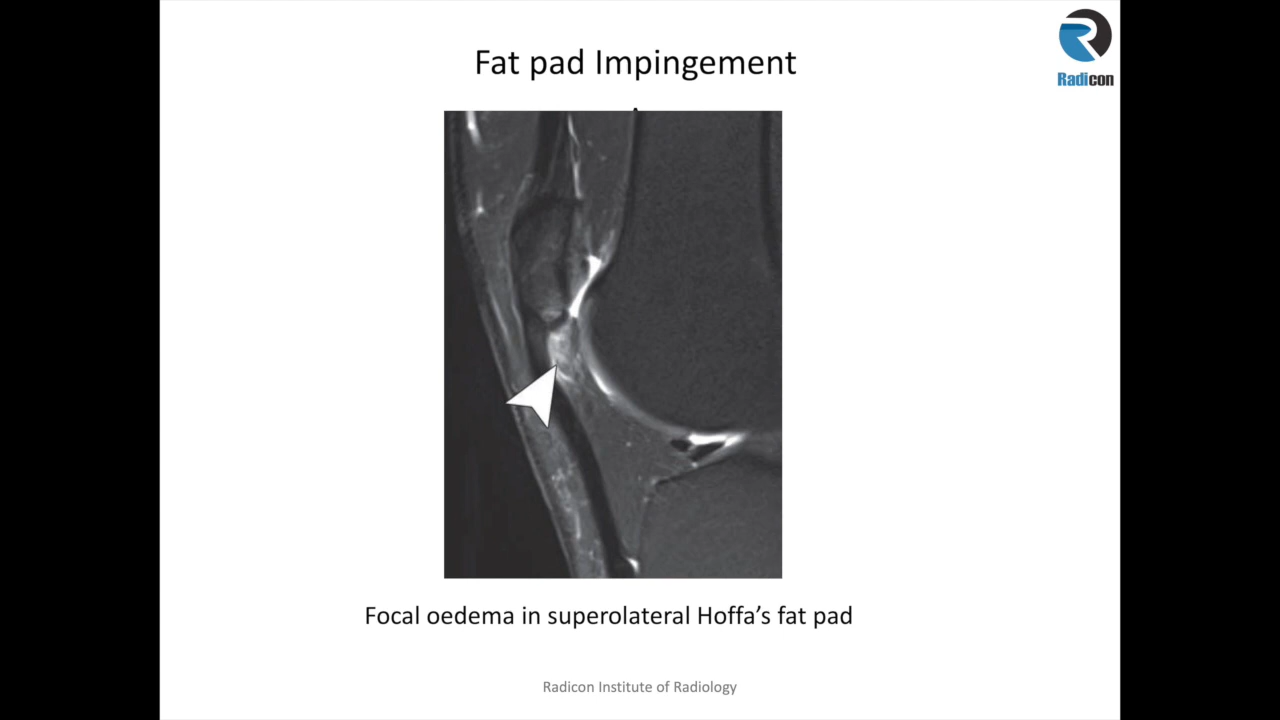 Radicon
Fat pad Impingement
Focal oedema in superolateral Hoffa’s fat pad
Radicon Institute of Radiology